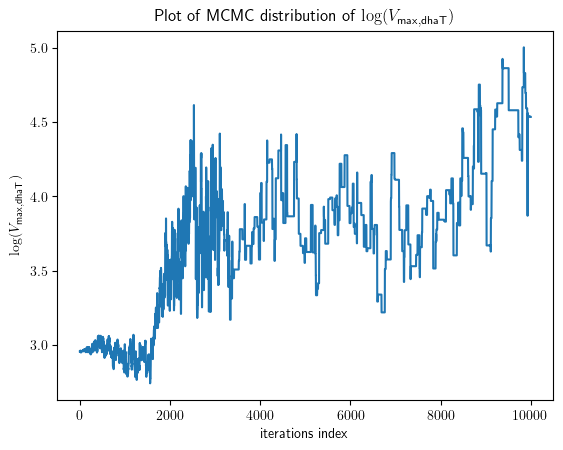 Plot of MCMC distribution of log(V_max,dhaT)
5.0
4.5
4.0
3.5
3.0
log(V_max,dhaT)
0 2000 4000 6000 8000 10000
iterations index